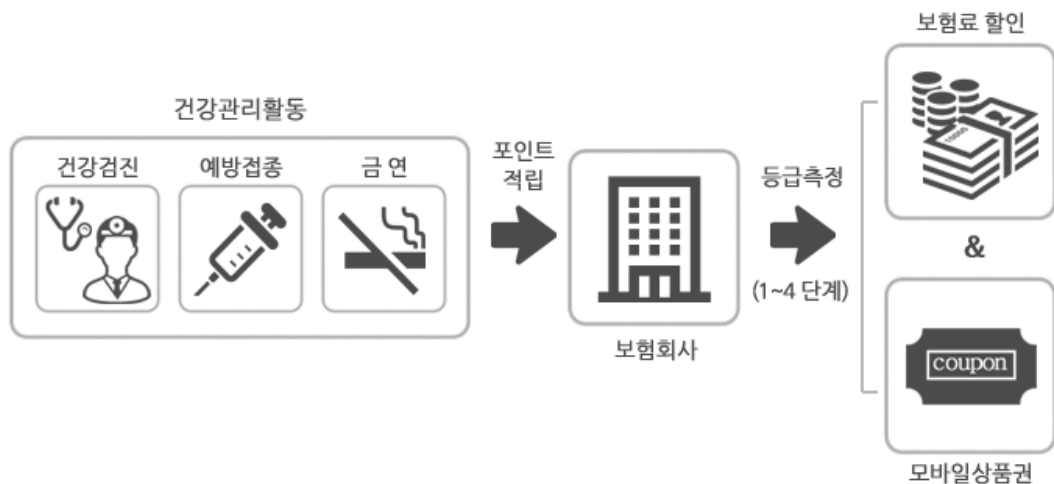 건강관리활동
건강검진
예방접종
금 연
포인트
적립
보험회사
등급측정
(1~4 단계)
보험료 할인
10000
&
coupon
모바일상품권